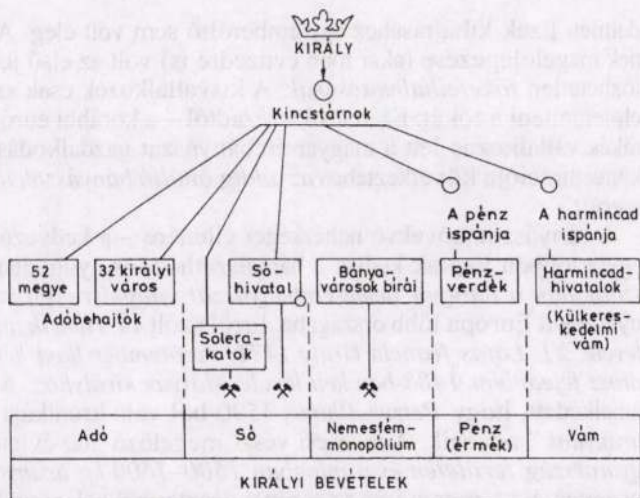 KIRÁLY
Kincstárnok
A pénz
ispánja
A harmincad
ispánja
52
megye
32 királyi
város
Adóbehajtók
Só
hivatal
Sólera-
katok
Bánya-
városok bírái
Pénz-
verdék
Harmincad-
hivatalok
(Külkeres-
kedelmi
vám)
Adó
Só
Nemesfém-
monopólium
Pénz
(érmék)
Vám
KIRÁLYI BEVÉTELEK